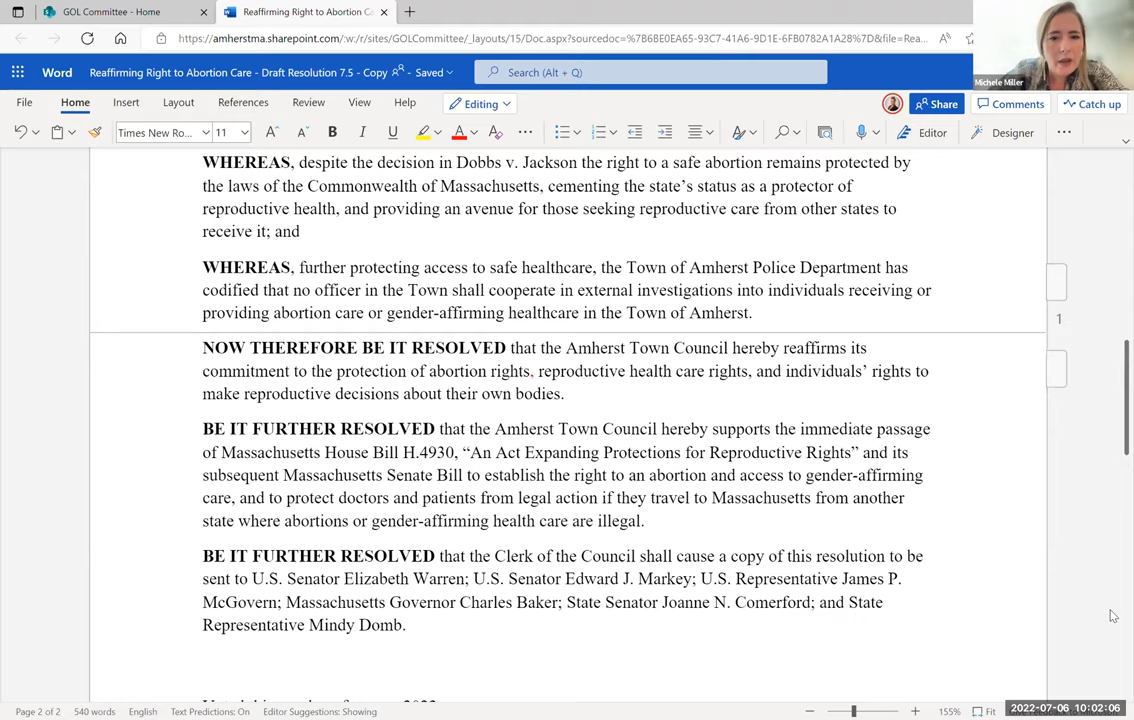 GOL Committee - Home
Reaffirming Right to Abortion Ca
https://amherstma.sharepoint.com/:w:/r/sites/GOLCommittee/_layouts/15/Doc.aspx?sourcedoc=%7B6BE0EA65-93C7-41A6-9D1E-6FB0782A1A2B%7D&file=Rea...
Word
Reaffirming Right to Abortion Care - Draft Resolution 7.5 - Copy
- Saved
Search (Alt + Q)
Michele Miller
File
Home
Insert
Layout
References
Review
View
Help
Editing
Share
Comments
Catch up
Times New Ro...
11
B
I
U
A
Editor
Designer
WHEREAS, despite the decision in Dobbs v. Jackson the right to a safe abortion remains protected by
the laws of the Commonwealth of Massachusetts, cementing the state's status as a protector of
reproductive health, and providing an avenue for those seeking reproductive care from other states to
receive it; and
WHEREAS, further protecting access to safe healthcare, the Town of Amherst Police Department has
codified that no officer in the Town shall cooperate in external investigations into individuals receiving or
providing abortion care or gender-affirming healthcare in the Town of Amherst.
1
NOW THEREFORE BE IT RESOLVED that the Amherst Town Council hereby reaffirms its
commitment to the protection of abortion rights, reproductive health care rights, and individuals' rights to
make reproductive decisions about their own bodies.
BE IT FURTHER RESOLVED that the Amherst Town Council hereby supports the immediate passage
of Massachusetts House Bill H.4930, “An Act Expanding Protections for Reproductive Rights” and its
subsequent Massachusetts Senate Bill to establish the right to an abortion and access to gender-affirming
care, and to protect doctors and patients from legal action if they travel to Massachusetts from another
state where abortions or gender-affirming health care are illegal.
BE IT FURTHER RESOLVED that the Clerk of the Council shall cause a copy of this resolution to be
sent to U.S. Senator Elizabeth Warren; U.S. Senator Edward J. Markey; U.S. Representative James P.
McGovern; Massachusetts Governor Charles Baker; State Senator Joanne N. Comerford; and State
Representative Mindy Domb.
Page 2 of 2
540 words
English
Text Predictions: On
Editor Suggestions: Showing
155%
Fit
2022-07-06 10:02:06